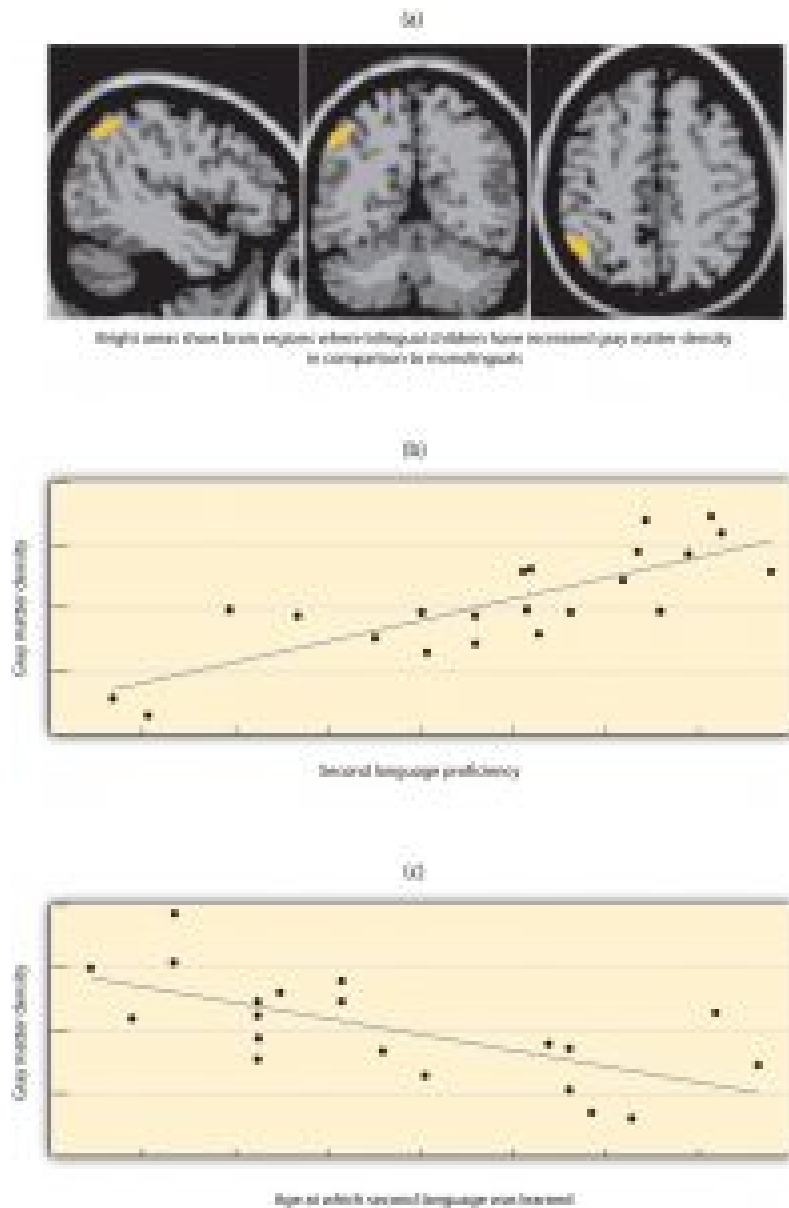 (a)
Bright areas show brain regions where bilingual children have increased gray matter density
in comparison to monolinguals
(b)
Gray matter density
Second language proficiency
(c)
Gray matter density
Age at which second language was learned